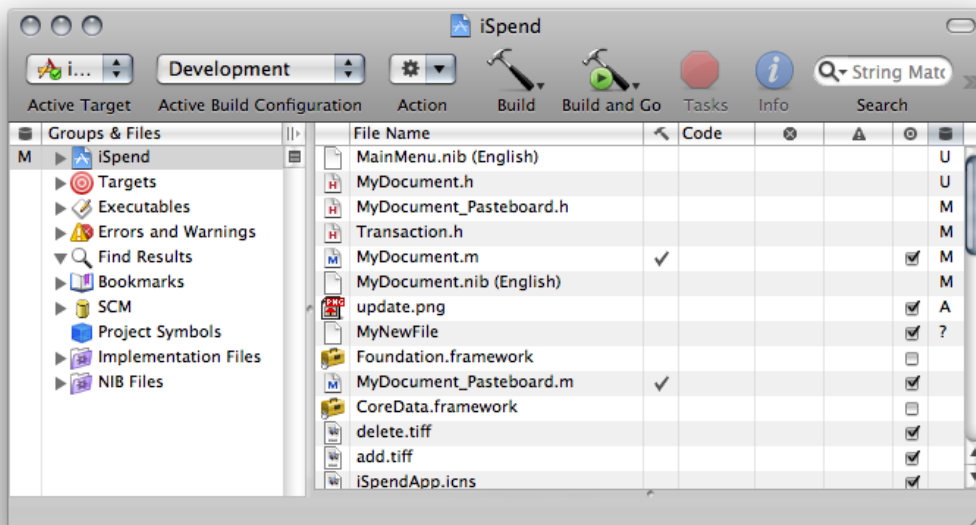 iSpend
i... Development String Matc
Active Target Active Build Configuration Action Build Build and Go Tasks Info Search
Groups & Files File Name Code
M iSpend MainMenu.nib (English) U
Targets MyDocument.h U
Executables MyDocument_Pasteboard.h M
Errors and Warnings Transaction.h M
Find Results MyDocument.m M
Bookmarks MyDocument.nib (English) M
SCM update.png A
Project Symbols MyNewFile ?
Implementation Files Foundation.framework
NIB Files MyDocument_Pasteboard.m
CoreData.framework
delete.tiff
add.tiff
iSpendApp.icns